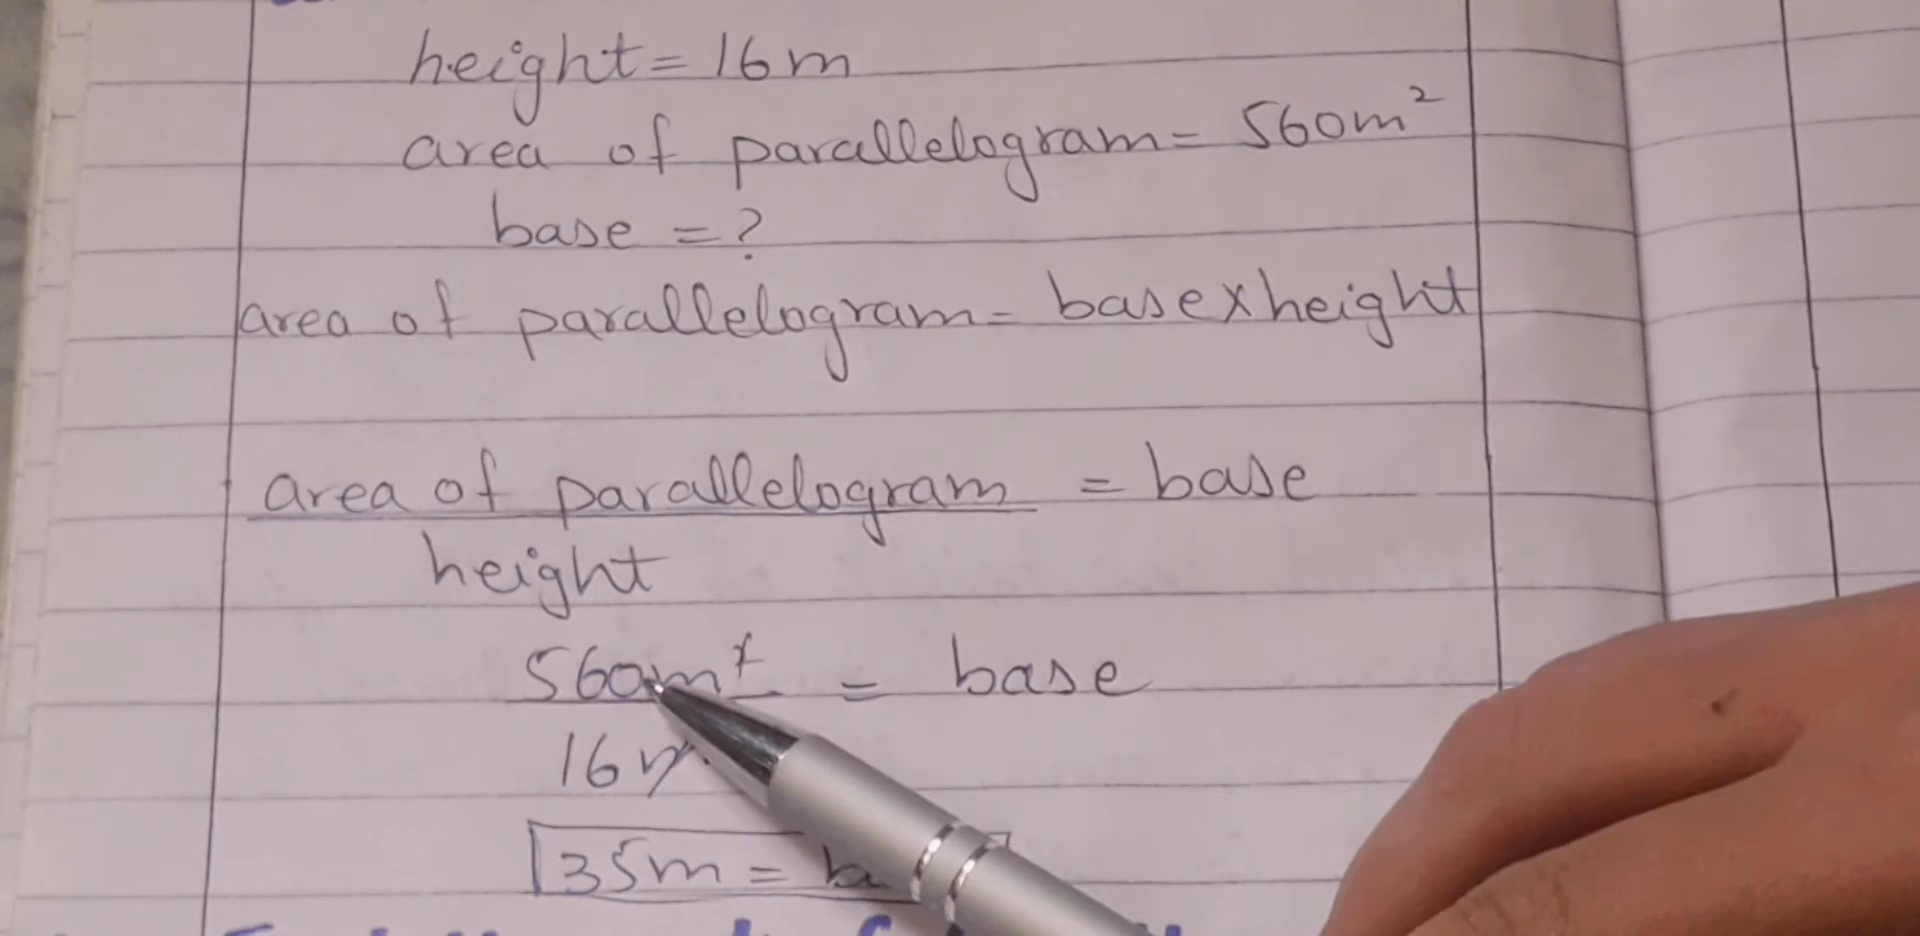 height = 16m
area of parallelogram = 560m²
base = ?
area of parallelogram = base x height
area of parallelogram = base
height
560m² = base
16m
35m =